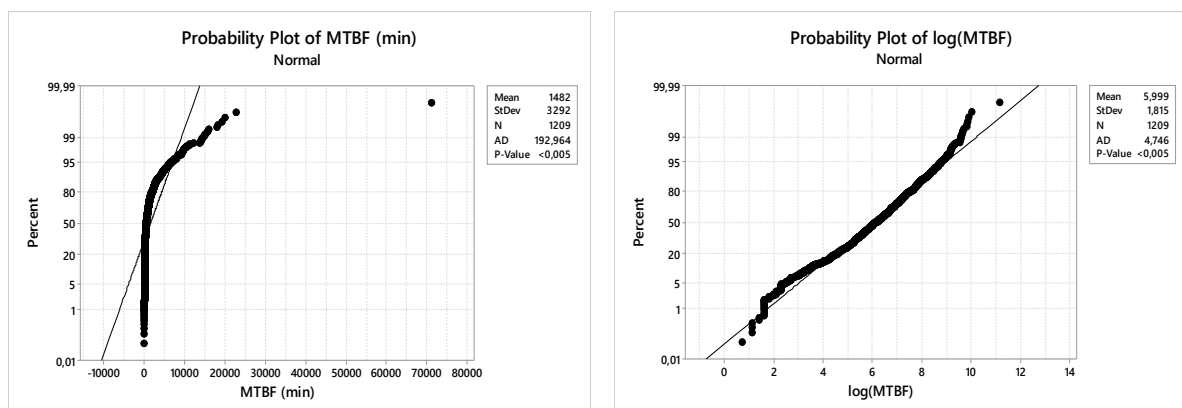 Probability Plot of MTBF (min)
Normal
99,99
99
95
80
50
20
5
1
0,01
Percent
-10000 0 10000 20000 30000 40000 50000 60000 70000 80000
MTBF (min)
Mean 1482
StDev 3292
N 1209
AD 192,964
P-Value <0,005
Probability Plot of log(MTBF)
Normal
99,99
99
95
80
50
20
5
1
0,01
Percent
0 2 4 6 8 10 12 14
log(MTBF)
Mean 5,999
StDev 1,815
N 1209
AD 4,746
P-Value <0,005